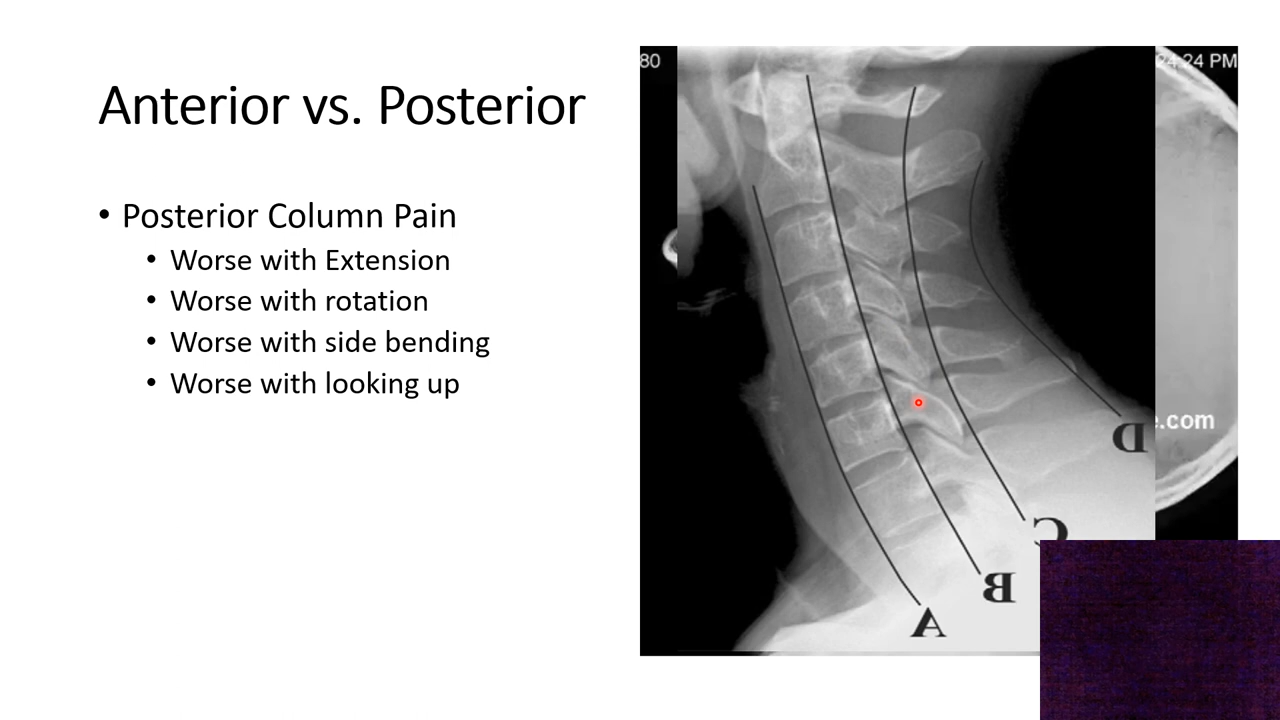 Anterior vs. Posterior
• Posterior Column Pain
• Worse with Extension
• Worse with rotation
• Worse with side bending
• Worse with looking up
80
24:24 PM
.com
D
C
B
A